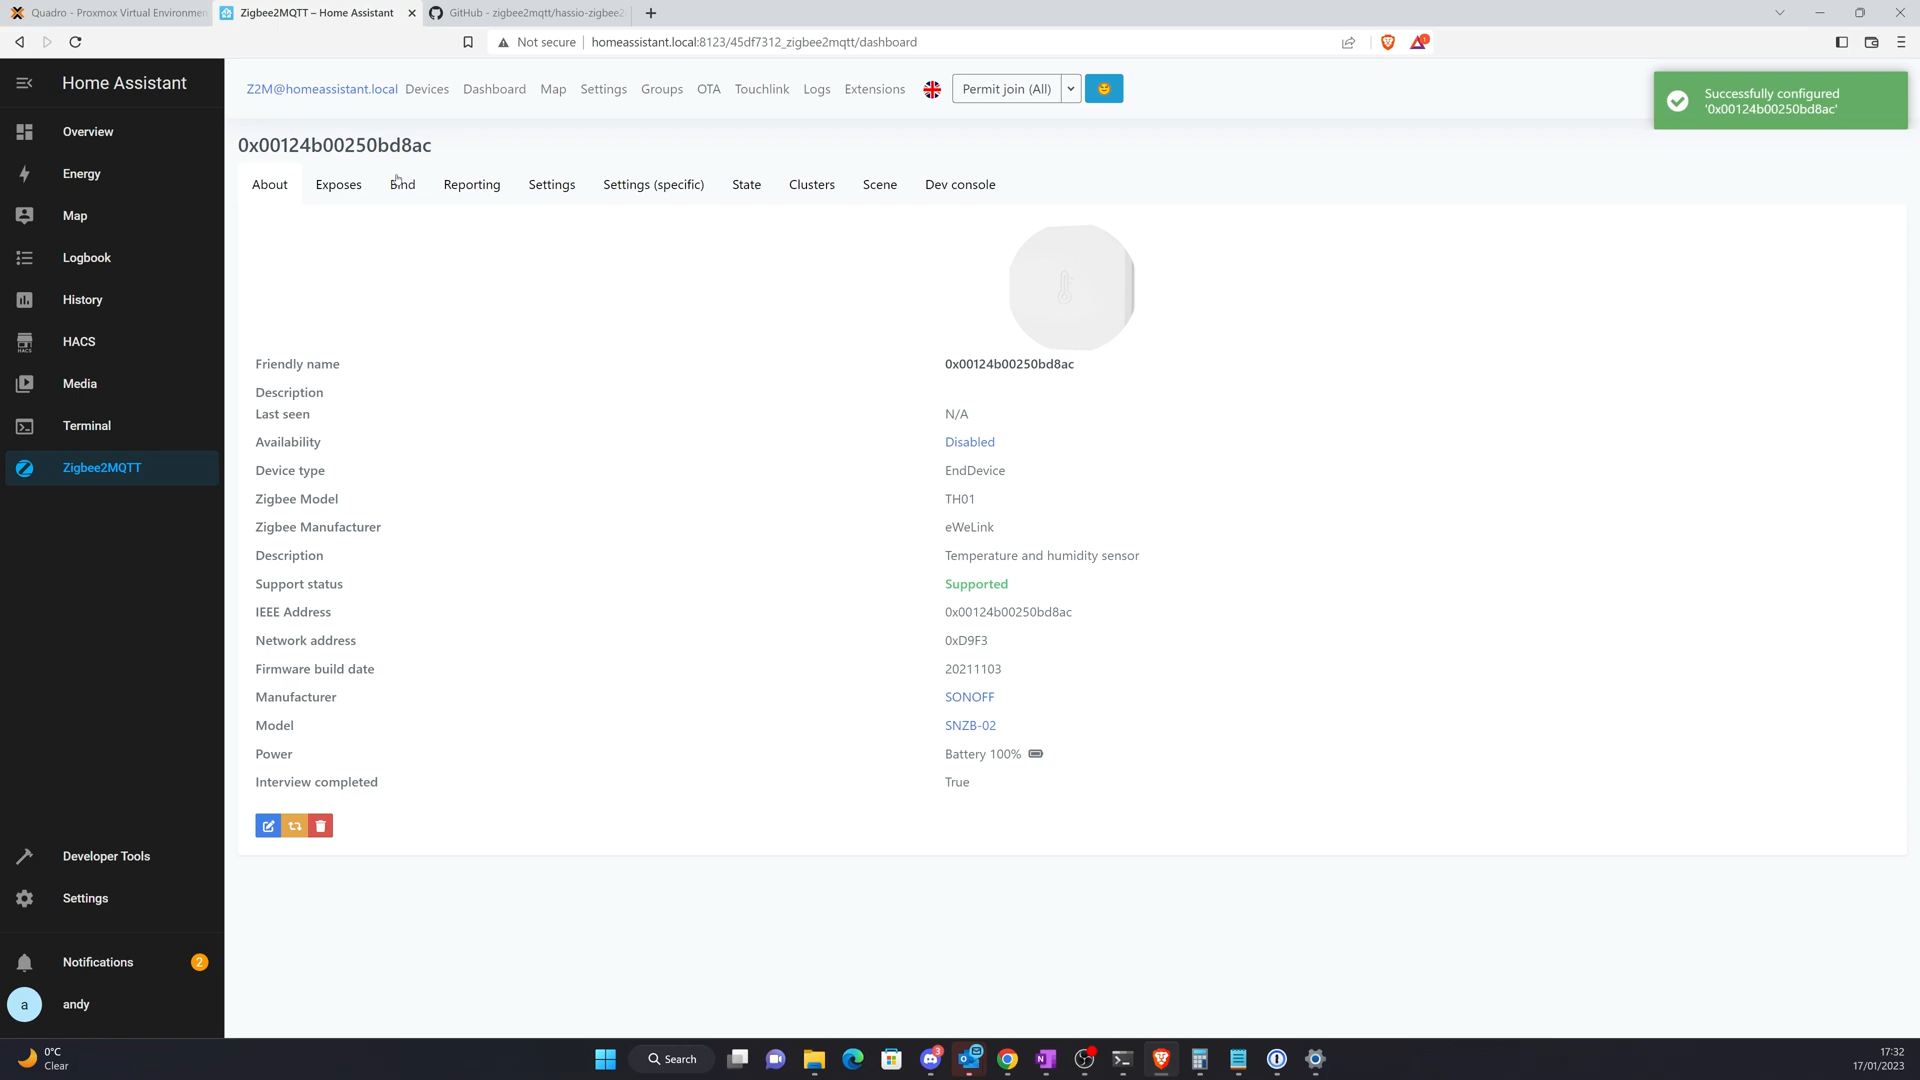 Quadro - Proxmox Virtual Environmen
Zigbee2MQTT – Home Assistant
GitHub - zigbee2mqtt/hassio-zigbee2
Not secure
homeassistant.local:8123/45df7312_zigbee2mqtt/dashboard
1
Home Assistant
Overview
Energy
Map
Logbook
History
HACS
HACS
Media
Terminal
Zigbee2MQTT
Developer Tools
Settings
Notifications 2
a andy
Z2M@homeassistant.local Devices Dashboard Map Settings Groups OTA Touchlink Logs Extensions Permit join (All)
Successfully configured
'0x00124b00250bd8ac'
0x00124b00250bd8ac
About Exposes Bind Reporting Settings Settings (specific) State Clusters Scene Dev console
Friendly name 0x00124b00250bd8ac
Description
Last seen N/A
Availability Disabled
Device type EndDevice
Zigbee Model TH01
Zigbee Manufacturer eWeLink
Description Temperature and humidity sensor
Support status Supported
IEEE Address 0x00124b00250bd8ac
Network address 0xD9F3
Firmware build date 20211103
Manufacturer SONOFF
Model SNZB-02
Power Battery 100%
Interview completed True
0°C
Clear
Search
3
17:32
17/01/2023